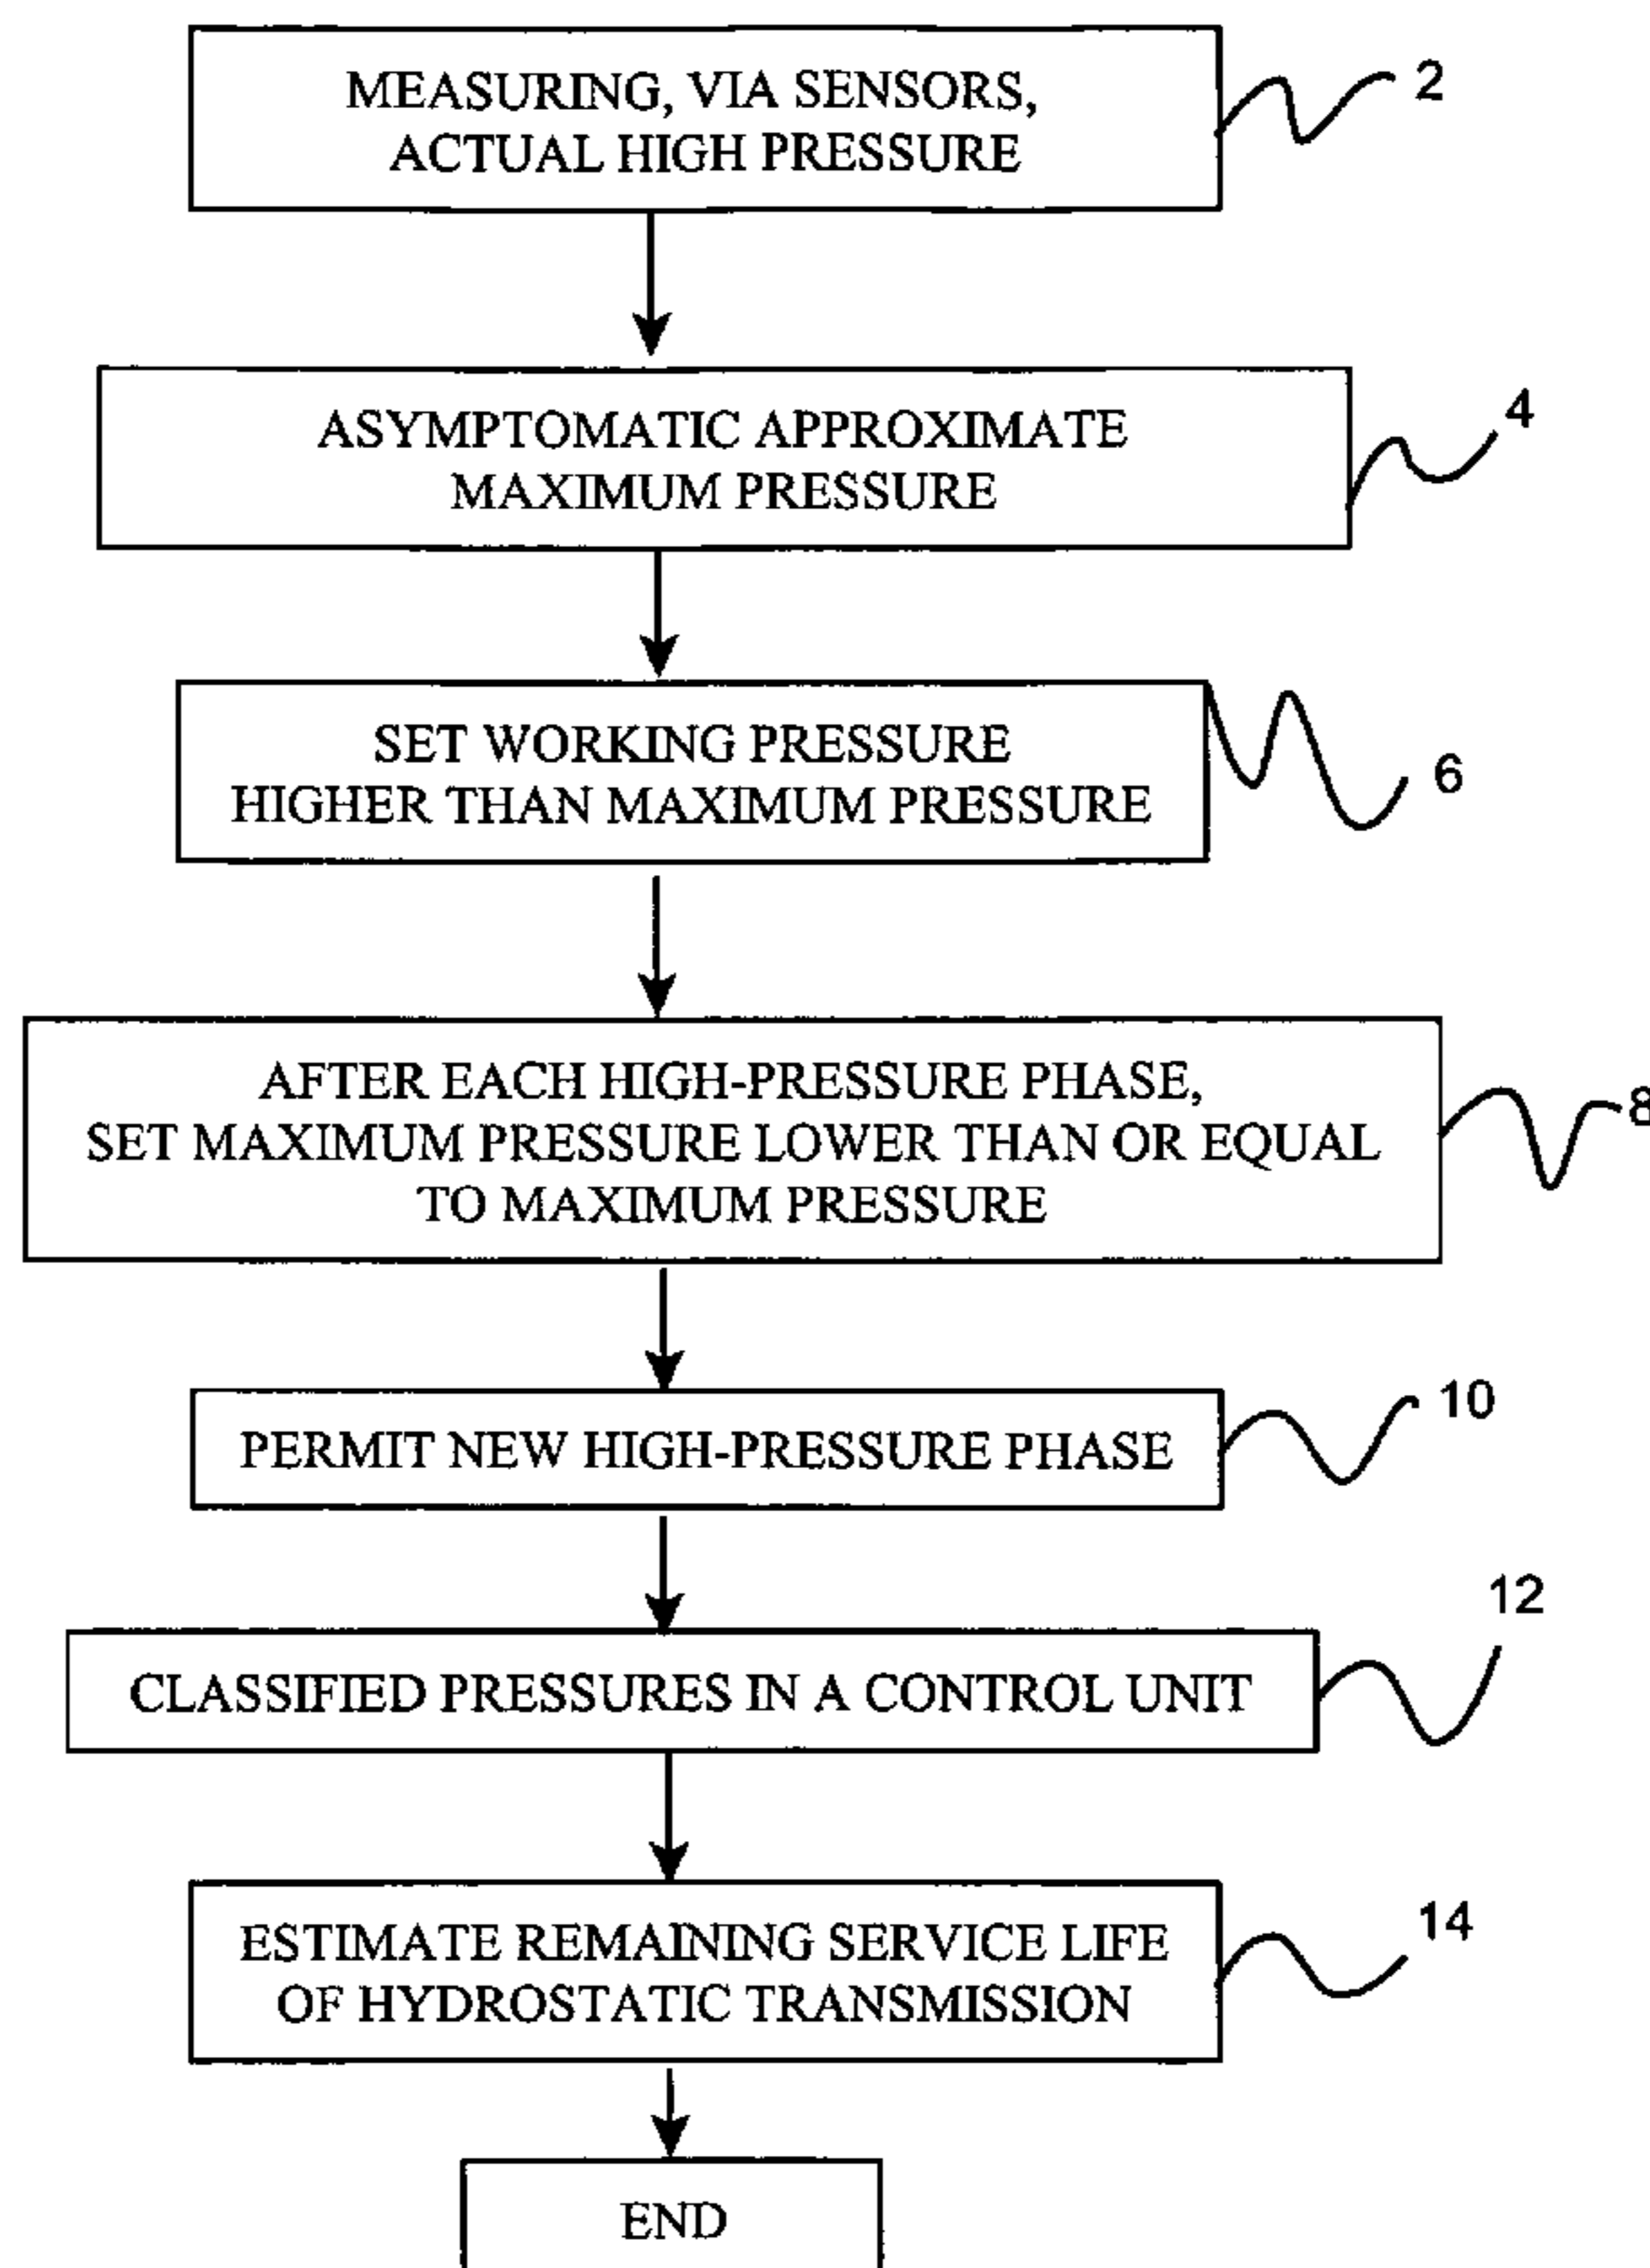 MEASURING, VIA SENSORS,
ACTUAL HIGH PRESSURE
2
ASYMPTOMATIC APPROXIMATE
MAXIMUM PRESSURE
4
SET WORKING PRESSURE
HIGHER THAN MAXIMUM PRESSURE
6
AFTER EACH HIGH-PRESSURE PHASE,
SET MAXIMUM PRESSURE LOWER THAN OR EQUAL
TO MAXIMUM PRESSURE
8
PERMIT NEW HIGH-PRESSURE PHASE
10
CLASSIFIED PRESSURES IN A CONTROL UNIT
12
ESTIMATE REMAINING SERVICE LIFE
OF HYDROSTATIC TRANSMISSION
14
END